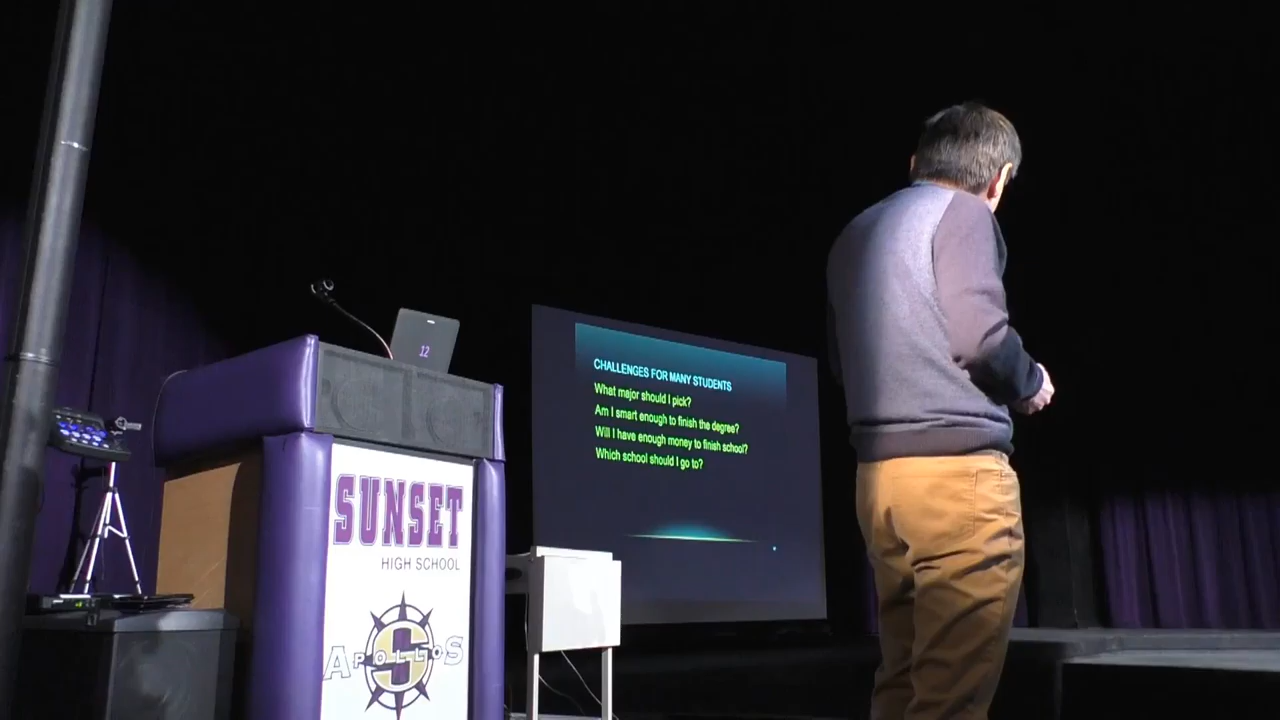 12
CHALLENGES FOR MANY STUDENTS
What major should I pick?
Am I smart enough to finish the degree?
Will I have enough money to finish school?
Which school should I go to?
SUNSET
HIGH SCHOOL
APOLLOS
S